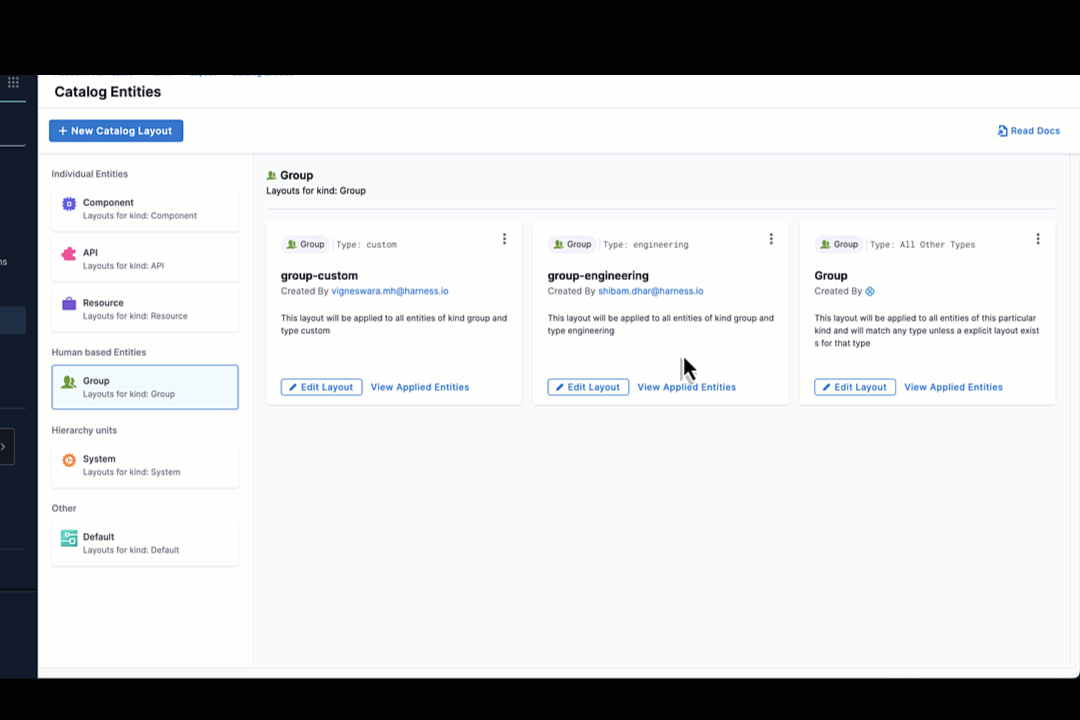 Catalog Entities
+ New Catalog Layout
Read Docs
Individual Entities
Component
Layouts for kind: Component
API
Layouts for kind: API
Resource
Layouts for kind: Resource
Human based Entities
Group
Layouts for kind: Group
Hierarchy units
System
Layouts for kind: System
Other
Default
Layouts for kind: Default
Group
Layouts for kind: Group
Group | Type: custom
group-custom
Created By vigneswara.mh@harness.io
This layout will be applied to all entities of kind group and
type custom
Edit Layout View Applied Entities
Group | Type: engineering
group-engineering
Created By shibam.dhar@harness.io
This layout will be applied to all entities of kind group and
type engineering
Edit Layout View Applied Entities
Group | Type: All Other Types
Group
Created By
This layout will be applied to all entities of this particular
kind and will match any type unless a explicit layout exist
s for that type
Edit Layout View Applied Entities
ns